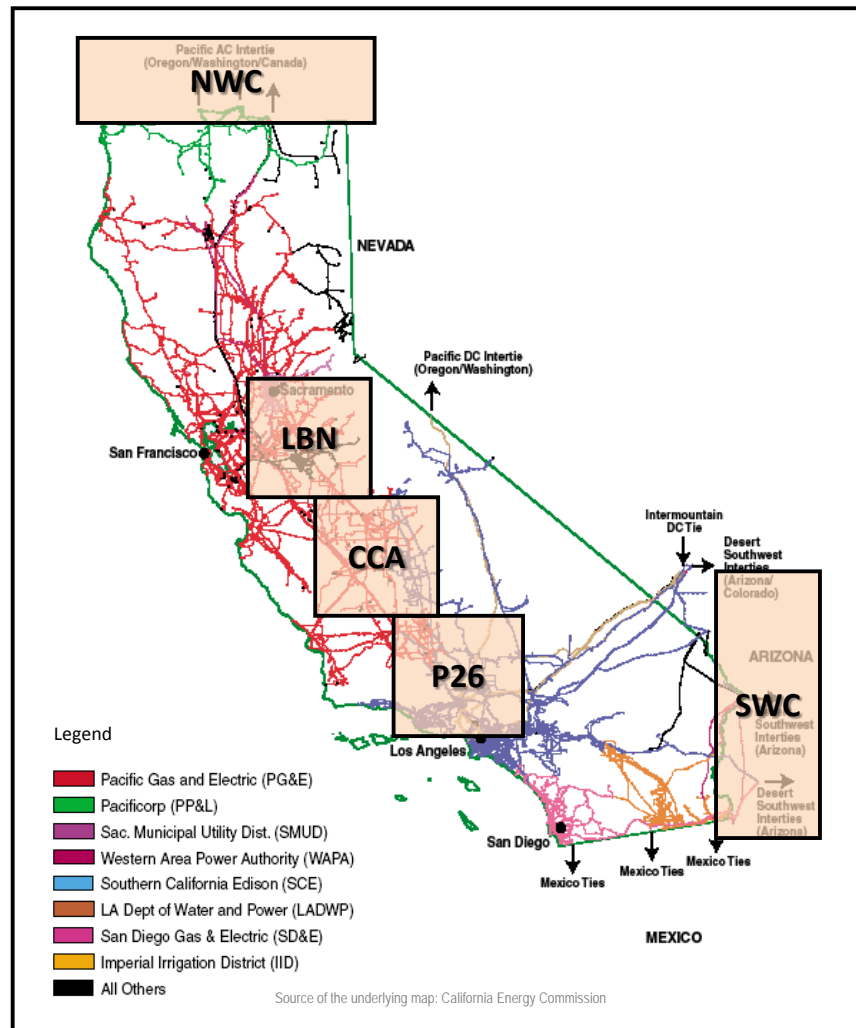 Pacific AC Intertie
(Oregon/Washington/Canada)
NWC
NEVADA
Pacific DC Intertie
(Oregon/Washington)
Sacramento
LBN
San Francisco
Intermountain
DC Tie
CCA
Desert
Southwest
Interties
(Arizona/
Colorado)
ARIZONA
P26
SWC
Southwest
Interties
(Arizona)
Los Angeles
Desert
Southwest
Interties
(Arizona)
San Diego
Mexico Ties
Mexico Ties
Mexico Ties
MEXICO
Legend
Pacific Gas and Electric (PG&E)
Pacificorp (PP&L)
Sac. Municipal Utility Dist. (SMUD)
Western Area Power Authority (WAPA)
Southern California Edison (SCE)
LA Dept of Water and Power (LADWP)
San Diego Gas & Electric (SD&E)
Imperial Irrigation District (IID)
All Others
Source of the underlying map: California Energy Commission